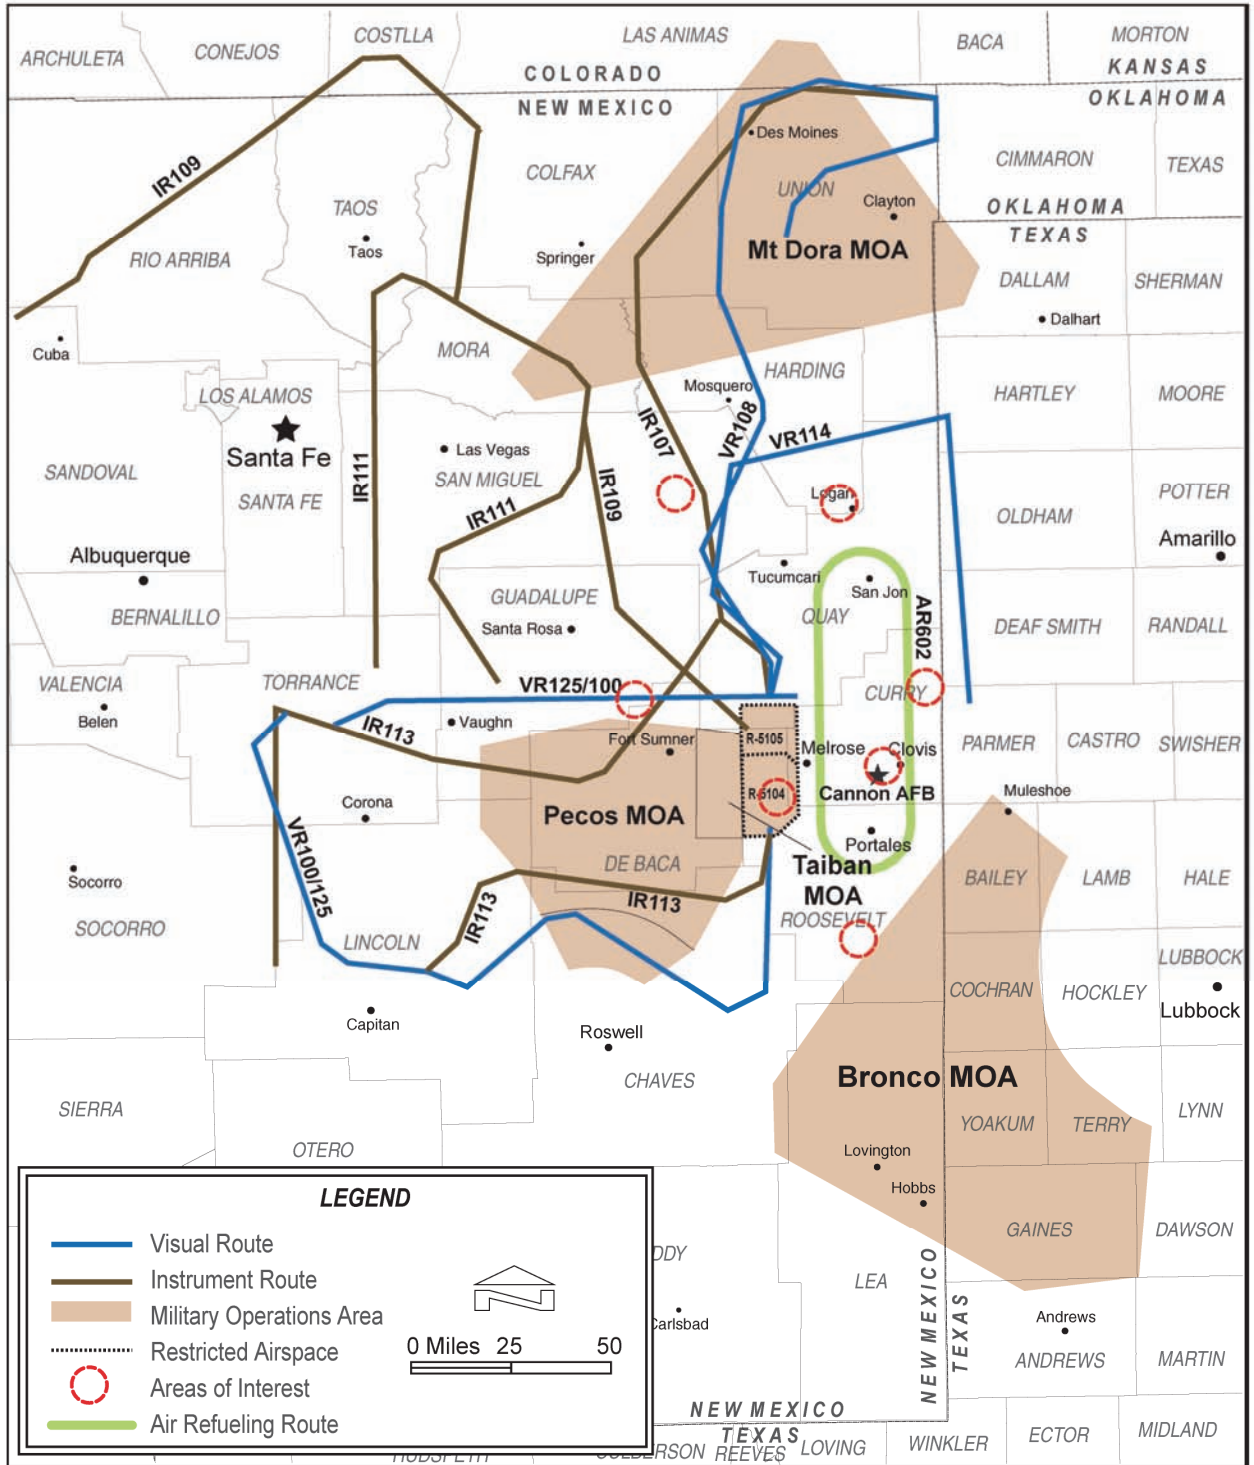 COSTLLA
LAS ANIMAS
MORTON
ARCHULETA
CONEJOS
BACA
COLORADO
KANSAS
NEW MEXICO
OKLAHOMA
Des Moines
IR109
COLFAX
CIMMARON
TEXAS
UNION
TAOS
Clayton
OKLAHOMA
TEXAS
Taos
Springer
Mt Dora MOA
RIO ARRIBA
DALLAM
SHERMAN
Dalhart
Cuba
MORA
HARDING
Mosquero
LOS ALAMOS
HARTLEY
MOORE
IR107
VR108
VR114
Santa Fe
Las Vegas
SANDOVAL
IR111
SAN MIGUEL
IR109
Logan
POTTER
SANTA FE
IR111
OLDHAM
Amarillo
Albuquerque
Tucumcari
San Jon
GUADALUPE
QUAY
AR602
BERNALILLO
Santa Rosa
DEAF SMITH
RANDALL
VALENCIA
TORRANCE
VR125/100
CURRY
Belen
Vaughn
IR113
Fort Sumner
R-5105
Melrose
Clovis
PARMER
CASTRO
SWISHER
R-5104
Cannon AFB
Muleshoe
Corona
Pecos MOA
Portales
VR100/125
DE BACA
Taiban
MOA
BAILEY
LAMB
HALE
Socorro
IR113
IR113
ROOSEVELT
SOCORRO
LINCOLN
LUBBOCK
COCHRAN
HOCKLEY
Lubbock
Capitan
Roswell
Bronco MOA
CHAVES
SIERRA
YOAKUM
TERRY
LYNN
OTERO
Lovington
Hobbs
GAINES
DAWSON
LEGEND
Visual Route
Instrument Route
Military Operations Area
Restricted Airspace
Areas of Interest
Air Refueling Route
0 Miles 25 50
DDY
LEA
NEW MEXICO
TEXAS
Carlsbad
Andrews
ANDREWS
MARTIN
NEW MEXICO
TEXAS
REEVES
LOVING
WINKLER
ECTOR
MIDLAND